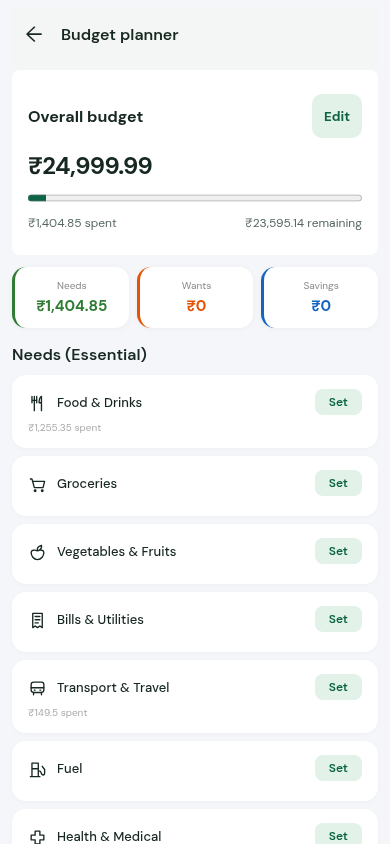 Budget planner
Overall budget
Edit
₹24,999.99
₹1,404.85 spent
₹23,595.14 remaining
Needs
Wants
Savings
₹1,404.85
₹0
₹0
Needs (Essential)
Food & Drinks
Set
₹1,255.35 spent
Groceries
Set
Vegetables & Fruits
Set
Bills & Utilities
Set
Transport & Travel
Set
₹149.5 spent
Fuel
Set
Health & Medical
Set